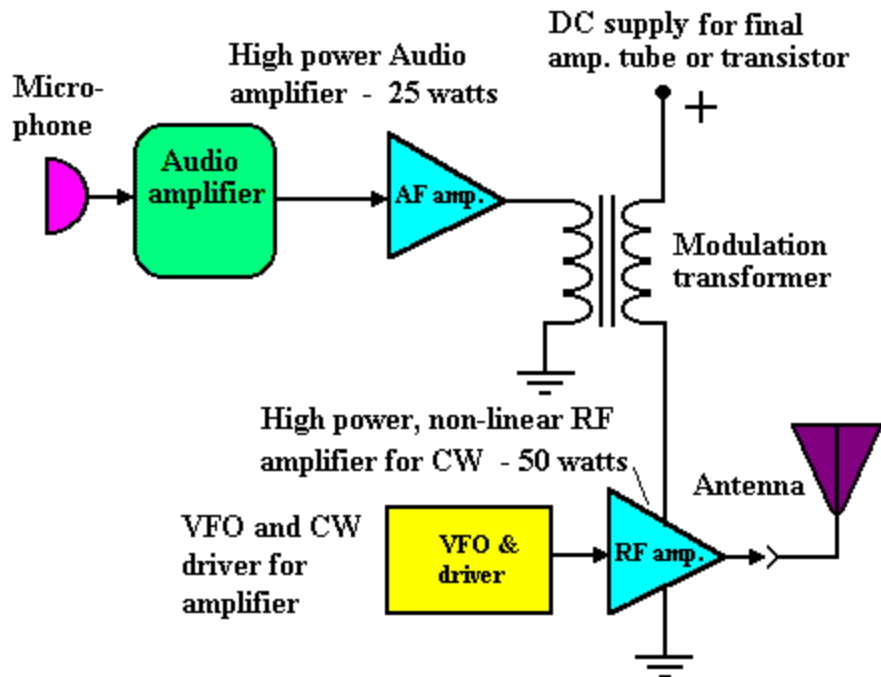 DC supply for final
amp. tube or transistor
+
High power Audio
amplifier - 25 watts
Micro-
phone
Audio
amplifier
AF amp.
Modulation
transformer
High power, non-linear RF
amplifier for CW - 50 watts
Antenna
VFO and CW
driver for
amplifier
VFO &
driver
RF amp.